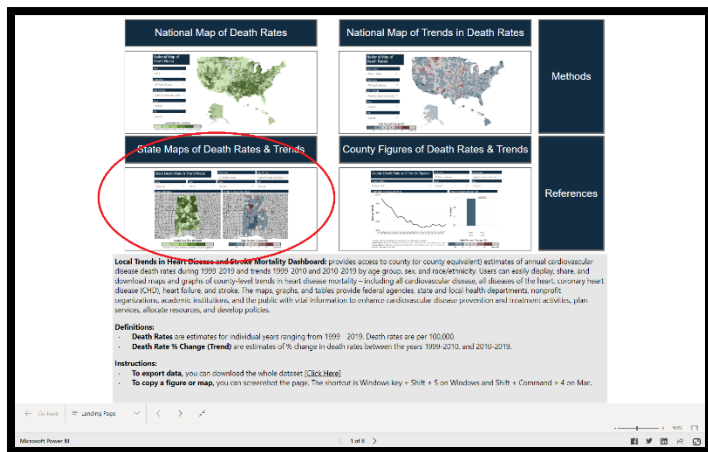 National Map of Death Rates
National Map of Trends in Death Rates
Methods
National Map of
Death Rates
State Maps of Death Rates & Trends
County Figures of Death Rates & Trends
References
Local Trends in Heart Disease and Stroke Mortality Dashboard: provides access to county (or county equivalent) estimates of annual cardiovascular
disease death rates during 1999-2019 and trends 1999-2010 and 2010-2019 by age group, sex, and race/ethnicity. Users can easily display, share, and
download maps and graphs of county-level trends in heart disease mortality – including all cardiovascular disease, all diseases of the heart, coronary heart
disease (CHD), heart failure, and stroke. The maps, graphs, and tables provide federal agencies, state and local health departments, nonprofit
organizations, academic institutions, and the public with vital information to enhance cardiovascular disease prevention and treatment activities, plan
services, allocate resources, and develop policies.
Definitions:
- Death Rates are estimates for individual years ranging from 1999 - 2019. Death rates are per 100,000.
- Death Rate % Change (Trend) are estimates of % change in death rates between the years 1999-2010, and 2010-2019.
Instructions:
- To export data, you can download the whole dataset [Click Here]
- To copy a figure or map, you can screenshot the page. The shortcut is Windows key + Shift + S on Windows and Shift + Command + 4 on Mac.
Go back
Landing Page
Microsoft Power BI
1 of 8